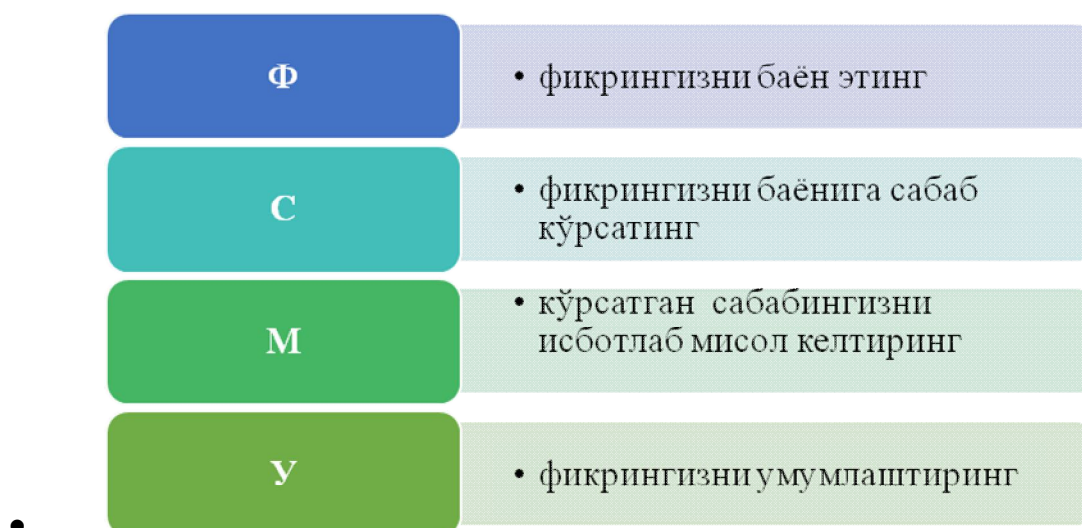 Ф
• фикрингизни баён этинг
С
• фикрингизни баёнига сабаб
кўрсатинг
М
• кўрсатган сабабингизни
исботлаб мисол келтиринг
У
• фикрингизни умумлаштиринг
•